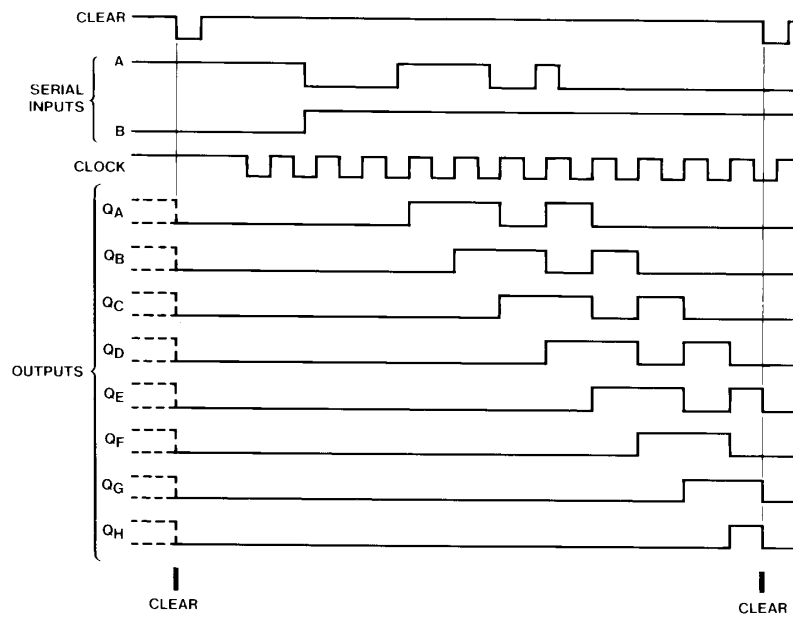 CLEAR
A
SERIAL
INPUTS
B
CLOCK
QA
QB
QC
QD
OUTPUTS
QE
QF
QG
QH
CLEAR
CLEAR